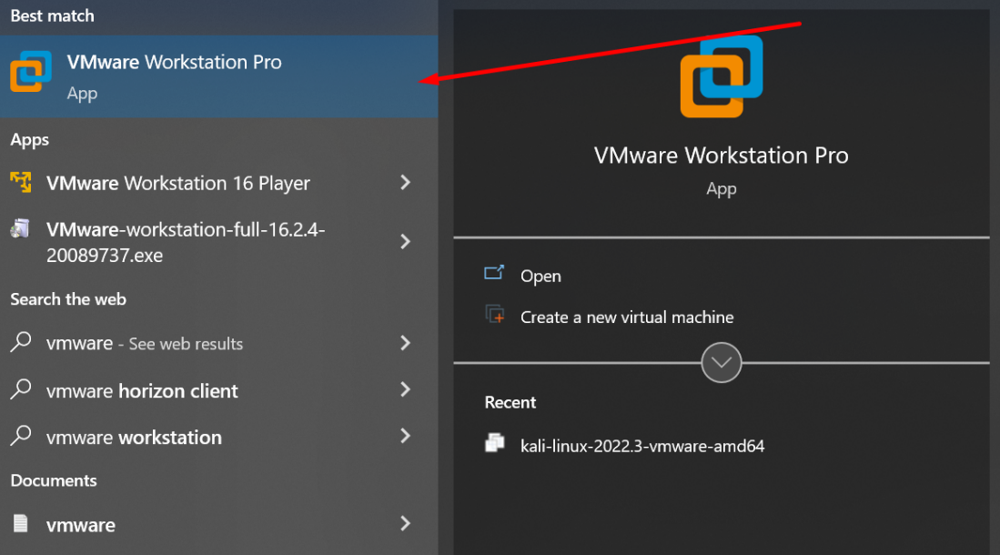 Best match
VMware Workstation Pro
App
Apps
VMware Workstation 16 Player
VMware-workstation-full-16.2.4-
20089737.exe
Search the web
vmware - See web results
vmware horizon client
vmware workstation
Documents
vmware
VMware Workstation Pro
App
Open
Create a new virtual machine
Recent
kali-linux-2022.3-vmware-amd64